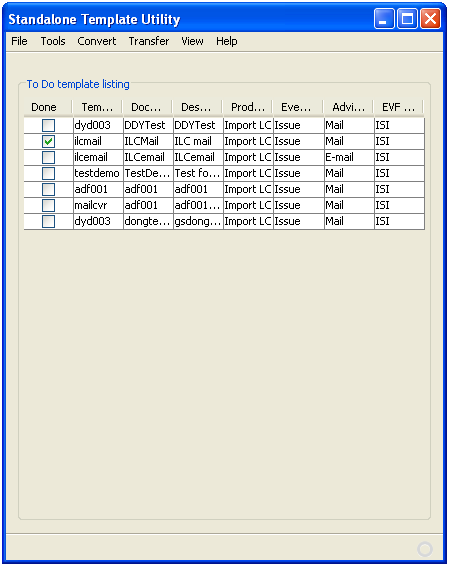 Standalone Template Utility
File Tools Convert Transfer View Help
To Do template listing
Done Tem... Doc... Des... Prod... Eve... Advi... EVF ...
dyd003 DDYTest DDYTest Import LC Issue Mail ISI
ilcmail ILCMail ILC mail Import LC Issue Mail ISI
ilcemail ILCemail ILCemail Import LC Issue E-mail ISI
testdemo TestDe... Test fo... Import LC Issue Mail ISI
adf001 adf001 adf001 Import LC Issue Mail ISI
mailcvr adf001 adf001... Import LC Issue Mail ISI
dyd003 dongte... gsdong... Import LC Issue Mail ISI